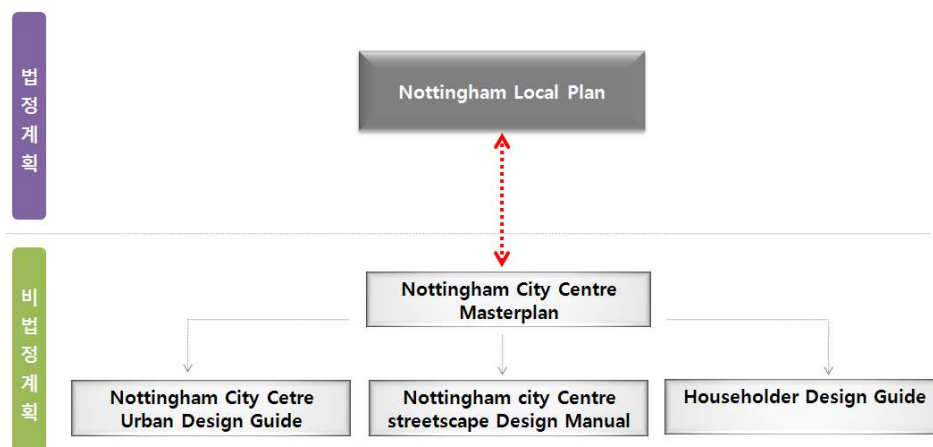 법정계획
Nottingham Local Plan
비법정계획
Nottingham City Centre
Masterplan
Nottingham City Cetre
Urban Design Guide
Nottingham city Centre
streetscape Design Manual
Householder Design Guide